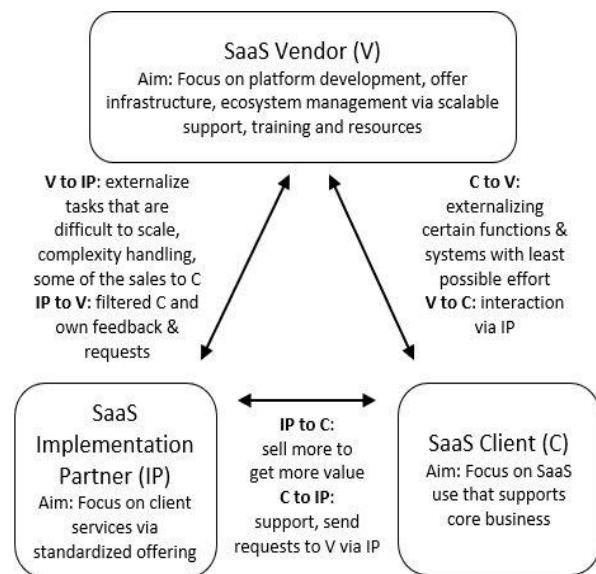 SaaS Vendor (V)
Aim: Focus on platform development, offer
infrastructure, ecosystem management via scalable
support, training and resources
V to IP: externalize
tasks that are
difficult to scale,
complexity handling,
some of the sales to C
IP to V: filtered C and
own feedback &
requests
C to V:
externalizing
certain functions &
systems with least
possible effort
V to C: interaction
via IP
SaaS
Implementation
Partner (IP)
Aim: Focus on client
services via
standardized offering
IP to C:
sell more to
get more value
C to IP:
support, send
requests to V via IP
SaaS Client (C)
Aim: Focus on SaaS
use that supports
core business